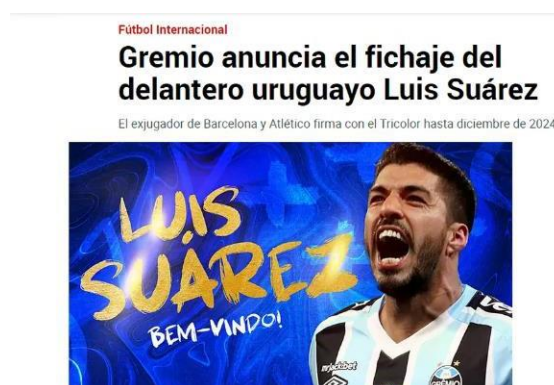 Fútbol Internacional
Gremio anuncia el fichaje del
delantero uruguayo Luis Suárez
El exjugador de Barcelona y Atlético firma con el Tricolor hasta diciembre de 2024
LUIS
SUÁREZ
BEM-VINDO!
GRÊMIO